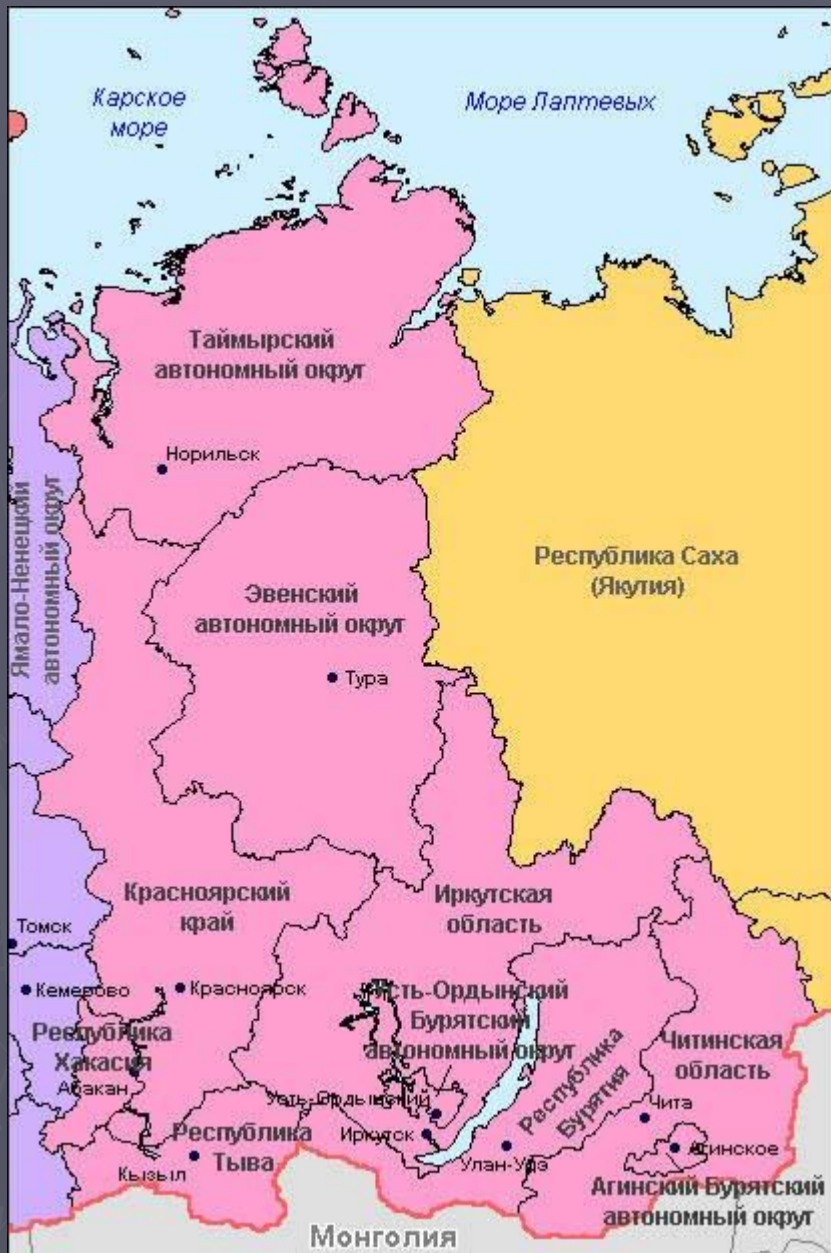 Карское
море
Море Лаптевых
Таймырский
автономный округ
Норильск
Ямало-Ненецкий
автономный округ
Эвенский
автономный округ
Тура
Республика Саха
(Якутия)
Красноярский
край
Иркутская
область
Томск
Кемерово
Красноярск
Усть-Ордынский
Бурятский
автономный округ
Республика
Хакасия
Абакан
Республика
Бурятия
Читинская
область
Усть-Ордынский
Чита
Иркутск
Республика
Тыва
Кызыл
Улан-Удэ
Агинское
Агинский Бурятский
автономный округ
Монголия